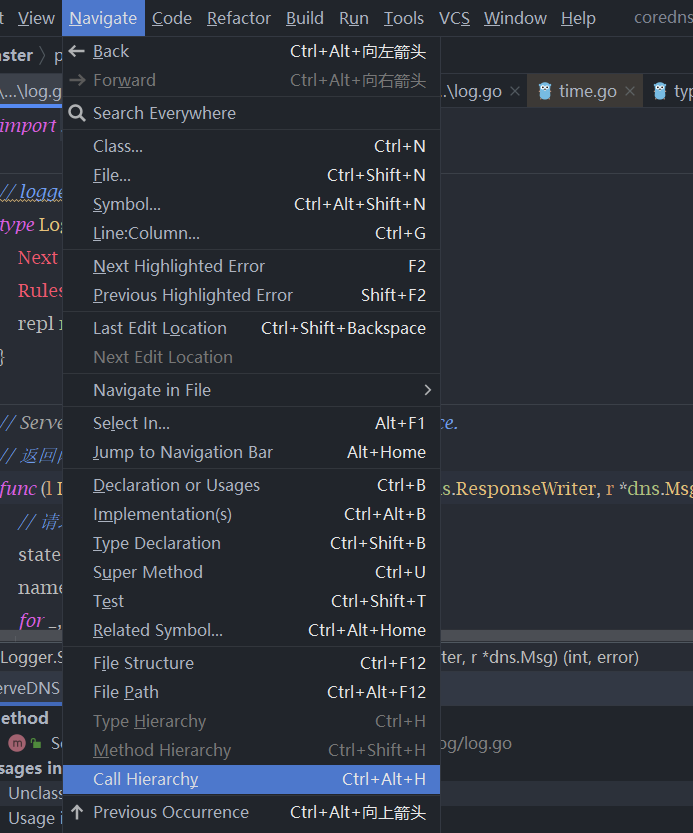 View Navigate Code Refactor Build Run Tools VCS Window Help coredns
Back Ctrl+Alt+向左箭头
Forward Ctrl+Alt+向右箭头
\...\log.g ...\log.go time.go typ
Search Everywhere
import
Class... Ctrl+N
File... Ctrl+Shift+N
// logge
Symbol... Ctrl+Alt+Shift+N
type Log
Line:Column... Ctrl+G
Next
Next Highlighted Error F2
Rules
Previous Highlighted Error Shift+F2
repl r
Last Edit Location Ctrl+Shift+Backspace
}
Next Edit Location
Navigate in File
// Serve
Select In... Alt+F1
ce.
// 返回
Jump to Navigation Bar Alt+Home
func (l
Declaration or Usages Ctrl+B
s.ResponseWriter, r *dns.Msg
// 请
Implementation(s) Ctrl+Alt+B
state
Type Declaration Ctrl+Shift+B
name
Super Method Ctrl+U
for _,
Test Ctrl+Shift+T
Related Symbol... Ctrl+Alt+Home
Logger.S
File Structure Ctrl+F12
ter, r *dns.Msg) (int, error)
erveDNS
File Path Ctrl+Alt+F12
ethod
Type Hierarchy Ctrl+H
m
Method Hierarchy Ctrl+Shift+H
og/log.go
sages in
Call Hierarchy Ctrl+Alt+H
Unclass
Usage i
Previous Occurrence Ctrl+Alt+向上箭头